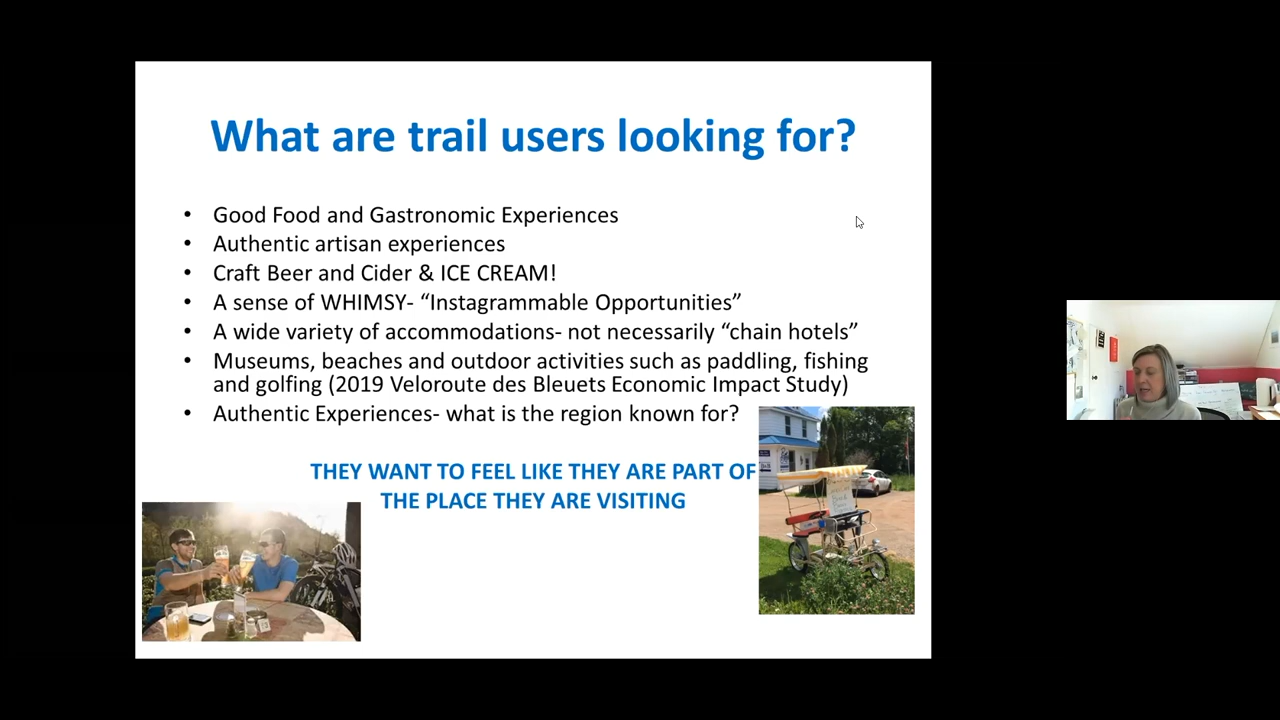 What are trail users looking for?
• Good Food and Gastronomic Experiences
• Authentic artisan experiences
• Craft Beer and Cider & ICE CREAM!
• A sense of WHIMSY- “Instagrammable Opportunities”
• A wide variety of accommodations- not necessarily “chain hotels”
• Museums, beaches and outdoor activities such as paddling, fishing
and golfing (2019 Veloroute des Bleuets Economic Impact Study)
• Authentic Experiences- what is the region known for?
THEY WANT TO FEEL LIKE THEY ARE PART OF
THE PLACE THEY ARE VISITING